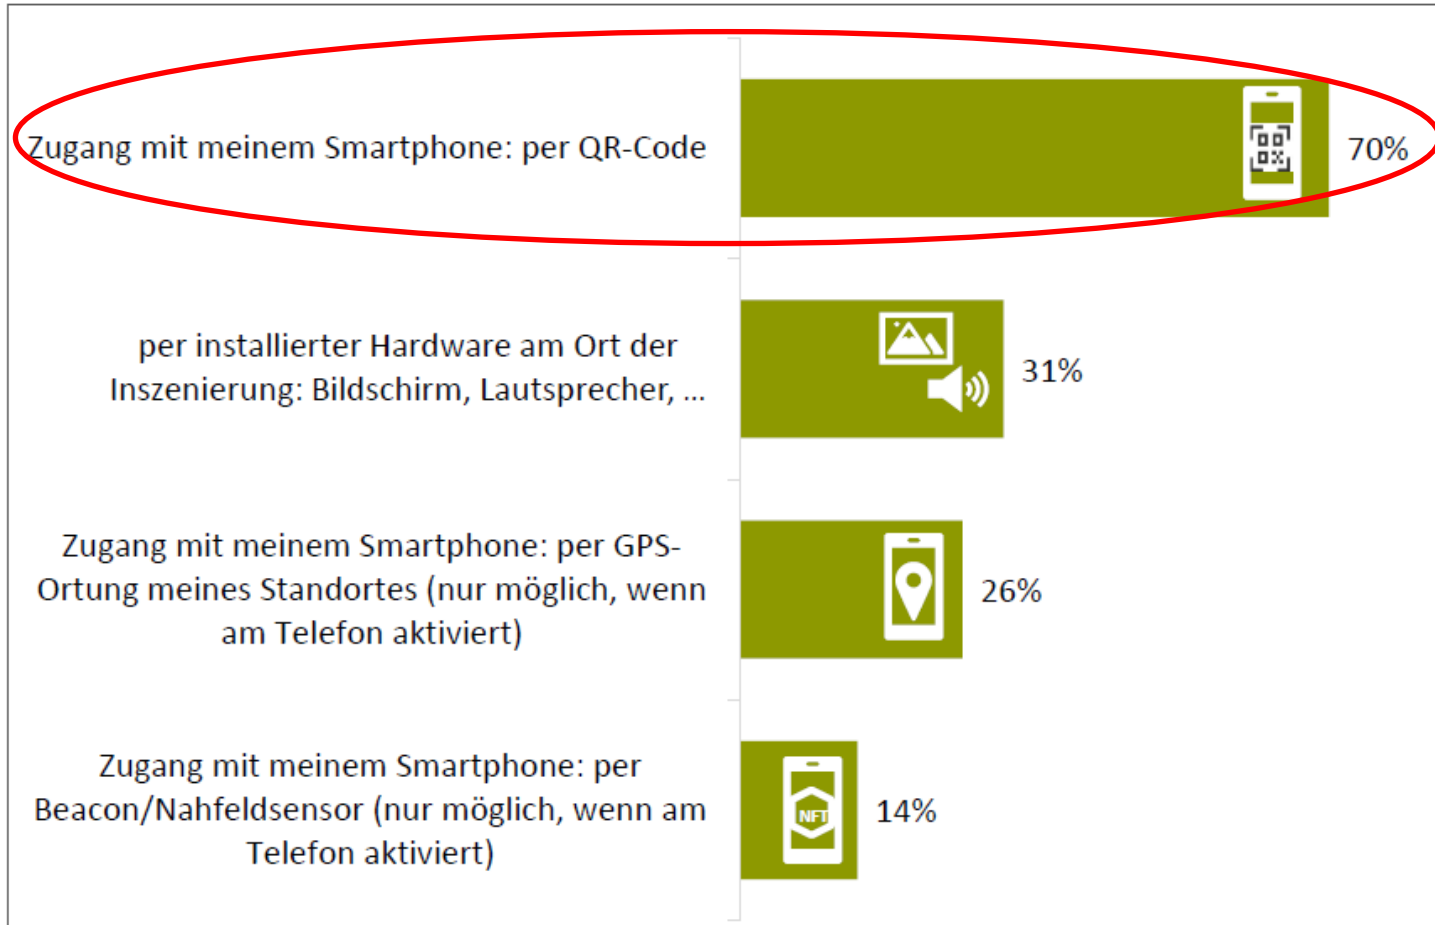 Zugang mit meinem Smartphone: per QR-Code
70%
per installierter Hardware am Ort der
Inszenierung: Bildschirm, Lautsprecher, ...
31%
Zugang mit meinem Smartphone: per GPS-
Ortung meines Standortes (nur möglich, wenn
am Telefon aktiviert)
26%
Zugang mit meinem Smartphone: per
Beacon/Nahfeldsensor (nur möglich, wenn am
Telefon aktiviert)
NFT
14%